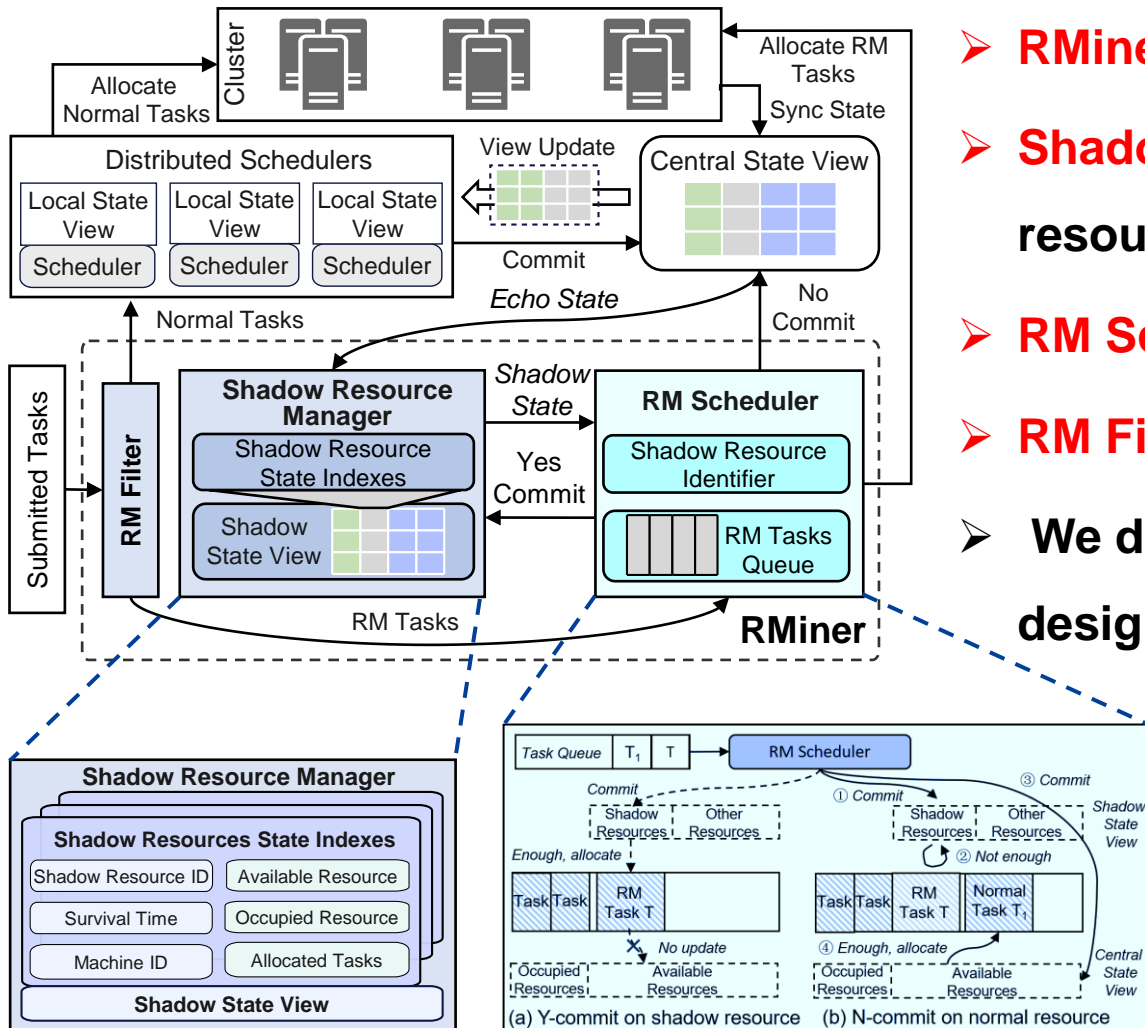 Cluster
Allocate RM
Tasks
Allocate
Normal Tasks
Sync State
Distributed Schedulers
View Update
Central State View
Local State
View
Local State
View
Local State
View
Scheduler
Scheduler
Scheduler
Commit
Echo State
No
Commit
Normal Tasks
Submitted Tasks
RM Filter
Shadow Resource
Manager
Shadow
State
RM Scheduler
Shadow Resource
State Indexes
Yes
Commit
Shadow Resource
Identifier
Shadow
State View
RM Tasks
Queue
RM Tasks
RMiner
➢ RMine
➢ Shado
resou
➢ RM Sc
➢ RM Fi
➢ We d
desig
Shadow Resource Manager
Shadow Resources State Indexes
Shadow Resource ID
Available Resource
Survival Time
Occupied Resource
Machine ID
Allocated Tasks
Shadow State View
Task Queue
T1
T
RM Scheduler
Commit
① Commit
③ Commit
Shadow
Resources
Other
Resources
Shadow
Resources
Other
Resources
Shadow
State
View
Enough, allocate
② Not enough
Task
Task
RM
Task T
Task
Task
RM
Task T
Normal
Task T1
No update
④ Enough, allocate
Occupied
Resources
Available
Resources
Occupied
Resources
Available
Resources
Central
State
View
(a) Y-commit on shadow resource
(b) N-commit on normal resource